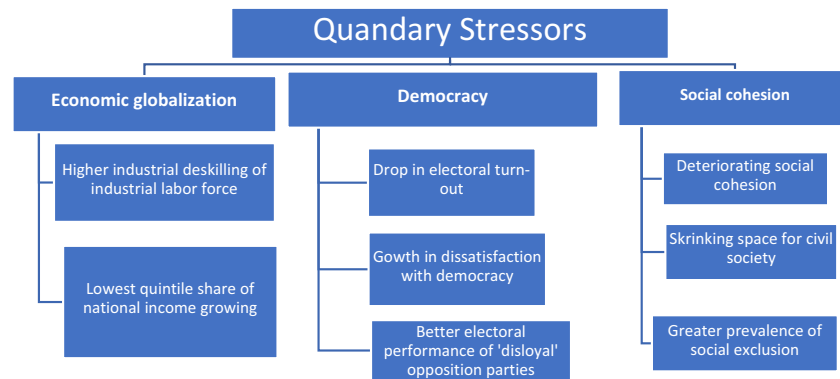 Quandary Stressors
Economic globalization
Higher industrial deskilling of
industrial labor force
Lowest quintile share of
national income growing
Democracy
Drop in electoral turn-
out
Gowth in dissatisfaction
with democracy
Better electoral
performance of 'disloyal'
opposition parties
Social cohesion
Deteriorating social
cohesion
Skrinking space for civil
society
Greater prevalence of
social exclusion